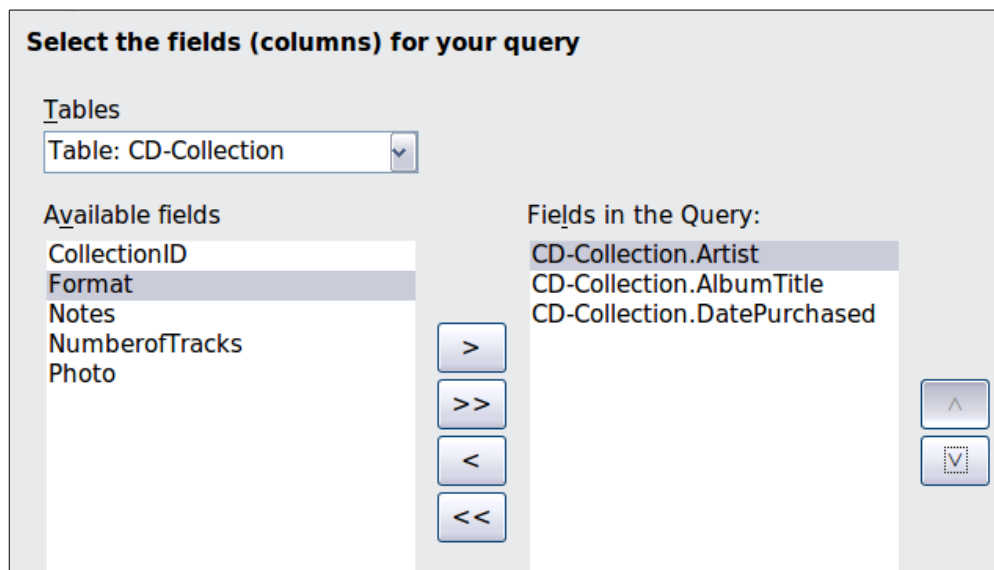 Select the fields (columns) for your query
Tables
Table: CD-Collection
Available fields
CollectionID
Format
Notes
NumberofTracks
Photo
>
>>
<
<<
Fields in the Query:
CD-Collection.Artist
CD-Collection.AlbumTitle
CD-Collection.DatePurchased